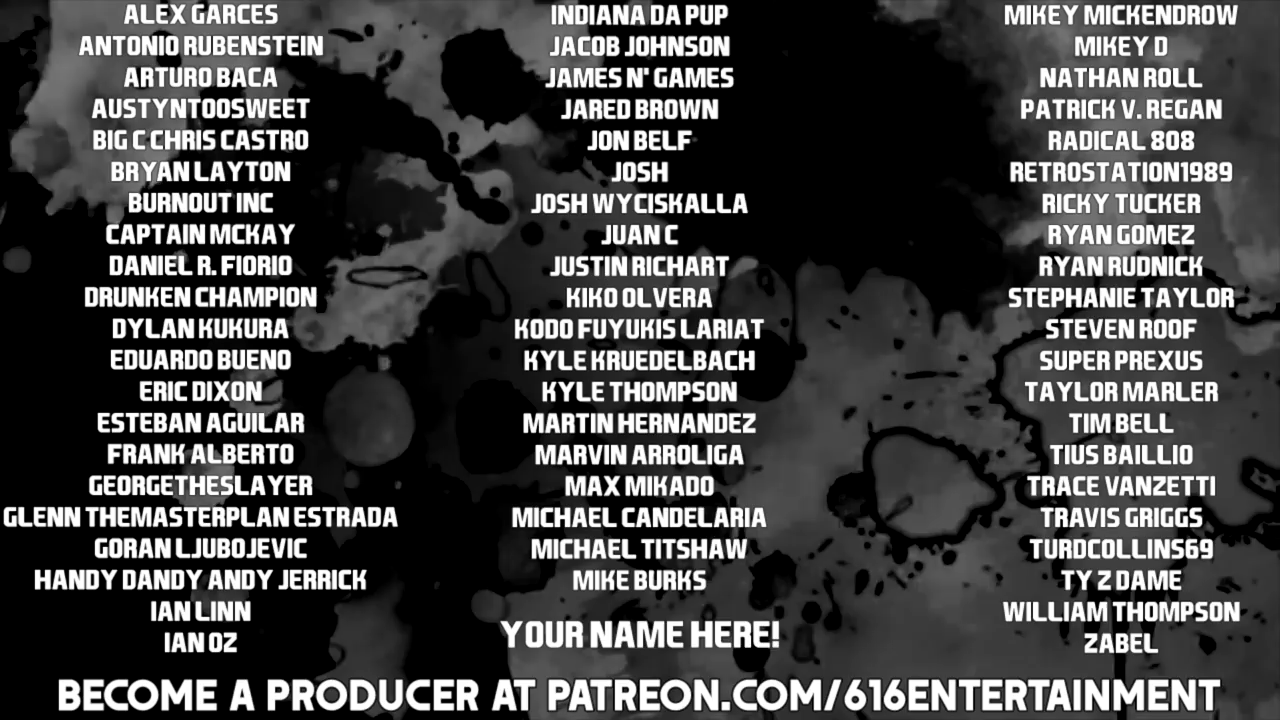 ALEX GARCES
ANTONIO RUBENSTEIN
ARTURO BACA
AUSTYNTOOSWEET
BIG C CHRIS CASTRO
BRYAN LAYTON
BURNOUT INC
CAPTAIN MCKAY
DANIEL R. FIORIO
DRUNKEN CHAMPION
DYLAN KUKURA
EDUARDO BUENO
ERIC DIXON
ESTEBAN AGUILAR
FRANK ALBERTO
GEORGETHESLAYER
GLENN THEMASTERPLAN ESTRADA
GORAN LJUBOJEVIC
HANDY DANDY ANDY JERRICK
IAN LINN
IAN OZ
INDIANA DA PUP
JACOB JOHNSON
JAMES N' GAMES
JARED BROWN
JON BELF
JOSH
JOSH WYCISKALLA
JUAN C
JUSTIN RICHART
KIKO OLVERA
KODO FUYUKIS LARIAT
KYLE KRUEDELBACH
KYLE THOMPSON
MARTIN HERNANDEZ
MARVIN ARROLIGA
MAX MIKADO
MICHAEL CANDELARIA
MICHAEL TITSHAW
MIKE BURKS
YOUR NAME HERE!
MIKEY MICKENDROW
MIKEY D
NATHAN ROLL
PATRICK V. REGAN
RADICAL 808
RETROSTATION1989
RICKY TUCKER
RYAN GOMEZ
RYAN RUDNICK
STEPHANIE TAYLOR
STEVEN ROOF
SUPER PREXUS
TAYLOR MARLER
TIM BELL
TIUS BAILLIO
TRACE VANZETTI
TRAVIS GRIGGS
TURDCOLLINS69
TY Z DAME
WILLIAM THOMPSON
ZABEL
BECOME A PRODUCER AT PATREON.COM/616ENTERTAINMENT